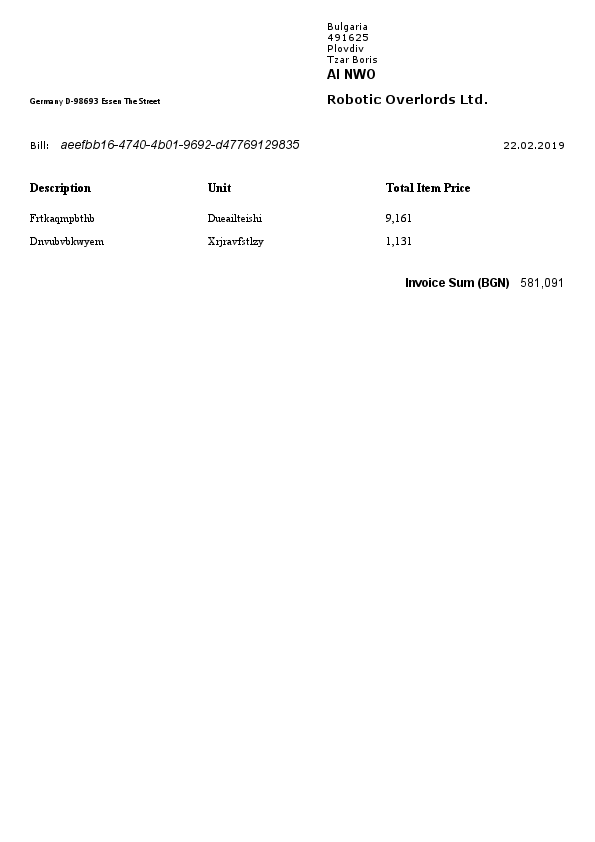 Bulgaria
491625
Plovdiv
Tzar Boris
AI NWO
Germany D-98693 Essen The Street
Robotic Overlords Ltd.
Bill: aeefbb16-4740-4b01-9692-d47769129835 22.02.2019
Description Unit Total Item Price
Frtkaqmpbthb Dueailteishi 9,161
Dnvubvbkwyem Xrjravfstlzy 1,131
Invoice Sum (BGN) 581,091